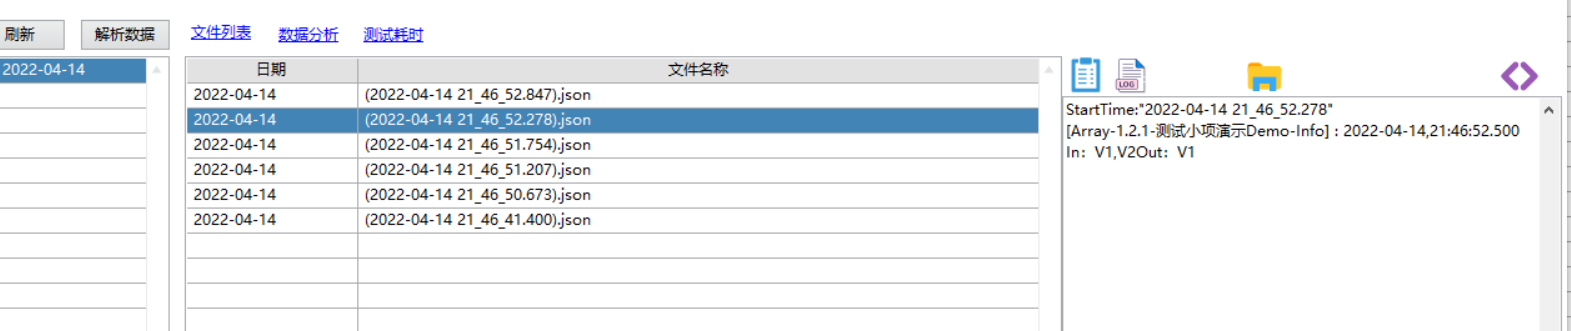 刷新 解析数据 文件列表 数据分析 测试耗时
2022-04-14
日期 文件名称
2022-04-14 (2022-04-14 21_46_52.847).json
2022-04-14 (2022-04-14 21_46_52.278).json
2022-04-14 (2022-04-14 21_46_51.754).json
2022-04-14 (2022-04-14 21_46_51.207).json
2022-04-14 (2022-04-14 21_46_50.673).json
2022-04-14 (2022-04-14 21_46_41.400).json
LOG
StartTime:"2022-04-14 21_46_52.278"
[Array-1.2.1-测试小项演示Demo-Info] : 2022-04-14,21:46:52.500
In：V1,V2Out：V1